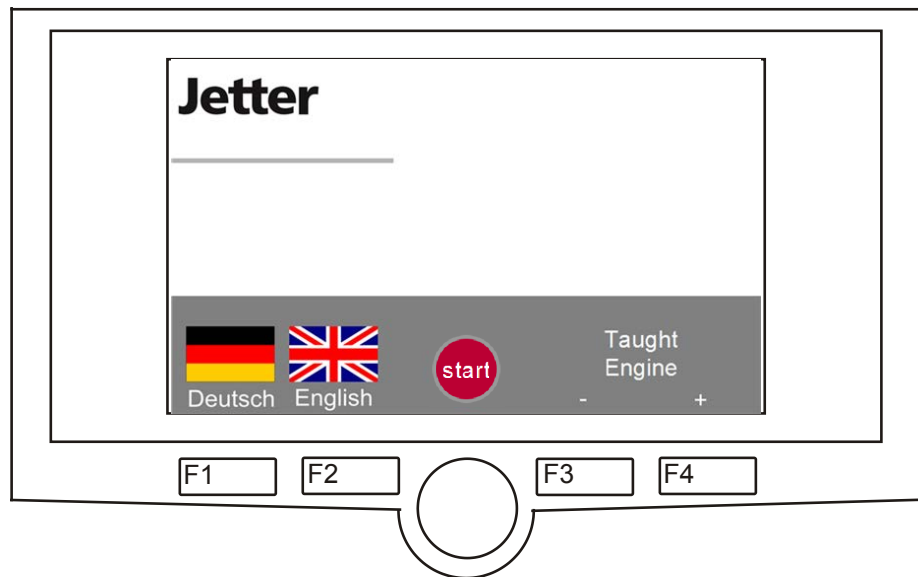 Jetter
Taught
Engine
start
Deutsch English - +
F1 F2 F3 F4